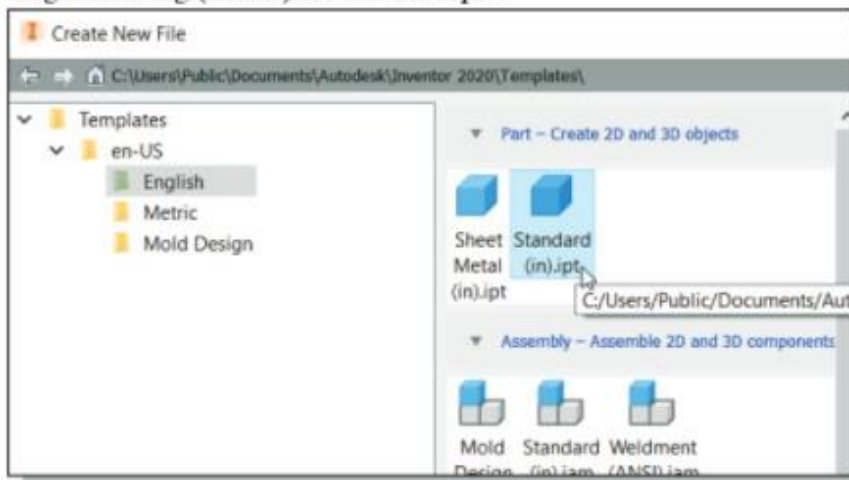 Create New File
C:\Users\Public\Documents\Autodesk\Inventor 2020\Templates\
Templates
en-US
English
Metric
Mold Design
Part – Create 2D and 3D objects
Sheet Metal (in).ipt
Standard (in).ipt
C:/Users/Public/Documents/Aut
Assembly – Assemble 2D and 3D components
Mold Design
Standard (in).iam
Weldment (ANSI).iam